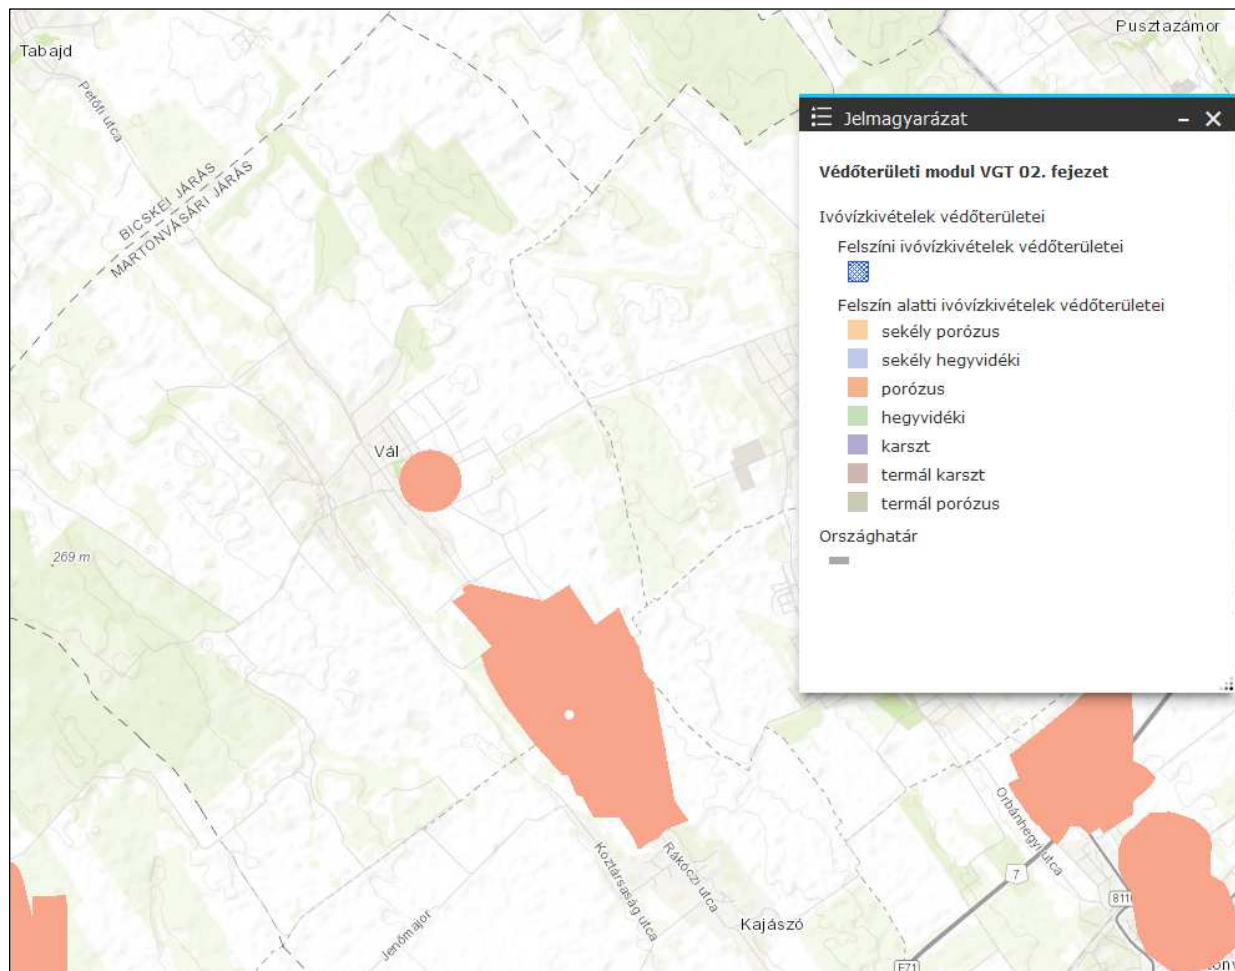 Pusztazámor
Tabajd
Petőfi utca
BICSKEI JÁRÁS
MARTONVÁSÁRI JÁRÁS
Jelmagyarázat
Védőterületi modul VGT 02. fejezet
Ivóvízkivételek védőterületei
Felszíni ivóvízkivételek védőterületei
Felszín alatti ivóvízkivételek védőterületei
sekély porózus
sekély hegyvidéki
porózus
hegyvidéki
karszt
termál karszt
termál porózus
Országhatár
Vál
269 m
Orbánhegyi utca
Koztársaság utca
Rákóczi utca
7
Kajászó
Jenőmajor
E71